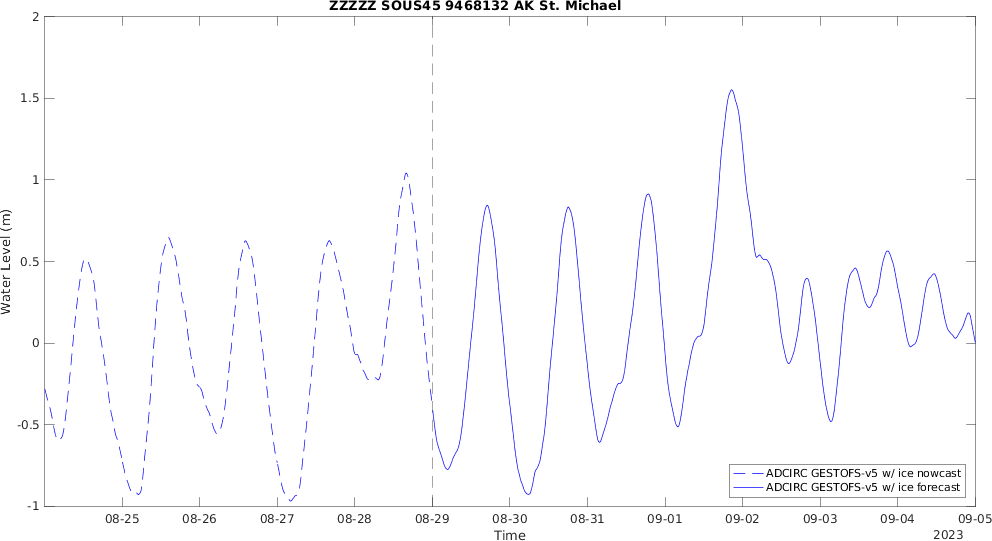 ZZZZZ SOUS45 9468132 AK St. Michael
Water Level (m)
2
1.5
1
0.5
0
-0.5
-1
08-25 08-26 08-27 08-28 08-29 08-30 08-31 09-01 09-02 09-03 09-04 09-05
Time
2023
ADCIRC GESTOFS-v5 w/ ice nowcast
ADCIRC GESTOFS-v5 w/ ice forecast